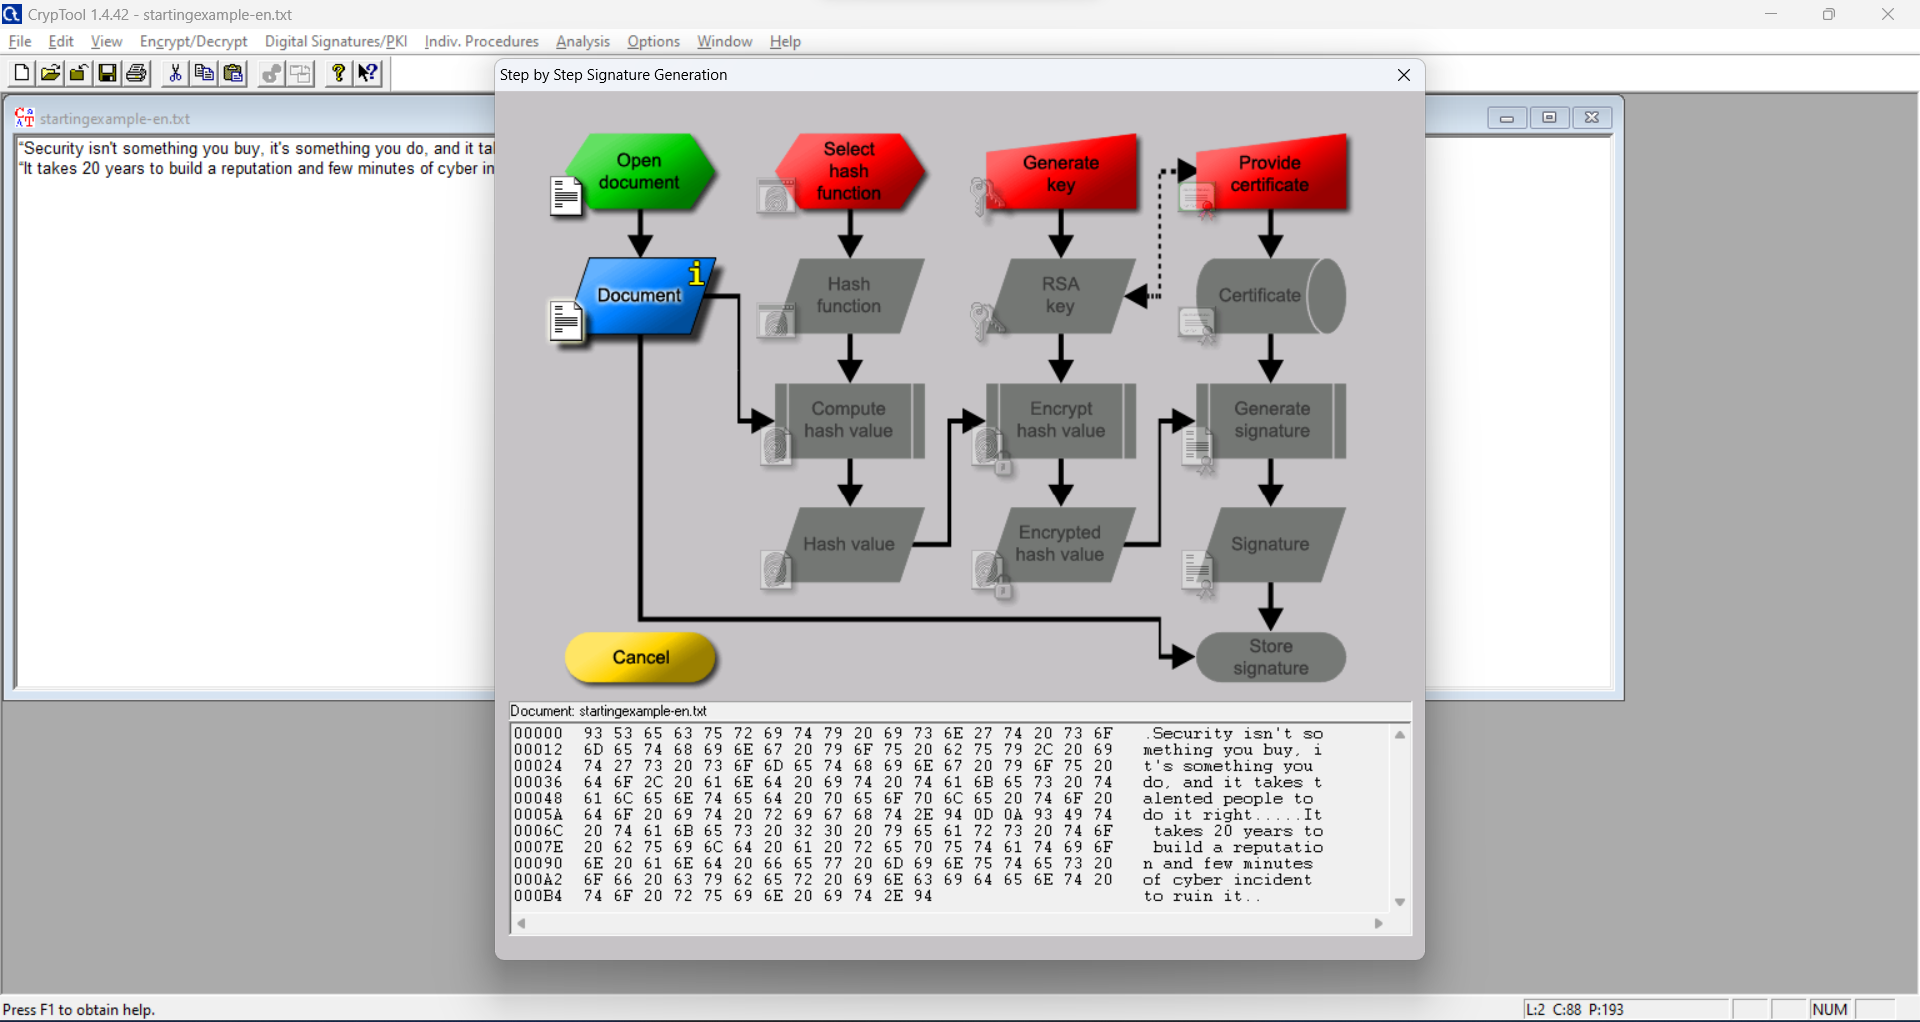 CrypTool 1.4.42 - startingexample-en.txt
File Edit View Encrypt/Decrypt Digital Signatures/PKI Indiv. Procedures Analysis Options Window Help
startingexample-en.txt
“Security isn't something you buy, it's something you do, and it tal
“It takes 20 years to build a reputation and few minutes of cyber in
Step by Step Signature Generation
Open
document
Select
hash
function
Generate
key
Provide
certificate
Document
Hash
function
RSA
key
Certificate
Compute
hash value
Encrypt
hash value
Generate
signature
Hash value
Encrypted
hash value
Signature
Cancel
Store
signature
Document: startingexample-en.txt
00000 93 53 65 63 75 72 69 74 79 20 69 73 6E 27 74 20 73 6F .Security isn't so
00012 6D 65 74 68 69 6E 67 20 79 6F 75 20 62 75 79 2C 20 69 mething you buy, i
00024 74 27 73 20 73 6F 6D 65 74 68 69 6E 67 20 79 6F 75 20 t's something you
00036 64 6F 2C 20 61 6E 64 20 69 74 20 74 61 6B 65 73 20 74 do, and it takes t
00048 61 6C 65 6E 74 65 64 20 70 65 6F 70 6C 65 20 74 6F 20 alented people to
0005A 64 6F 20 69 74 20 72 69 67 68 74 2E 94 0D 0A 93 49 74 do it right.....It
0006C 20 74 61 6B 65 73 20 32 30 20 79 65 61 72 73 20 74 6F takes 20 years to
0007E 20 62 75 69 6C 64 20 61 20 72 65 70 75 74 61 74 69 6F build a reputatio
00090 6E 20 61 6E 64 20 66 65 77 20 6D 69 6E 75 74 65 73 20 n and few minutes
000A2 6F 66 20 63 79 62 65 72 20 69 6E 63 69 64 65 6E 74 20 of cyber incident
000B4 74 6F 20 72 75 69 6E 20 69 74 2E 94 to ruin it..
Press F1 to obtain help.
L:2 C:88 P:193
NUM